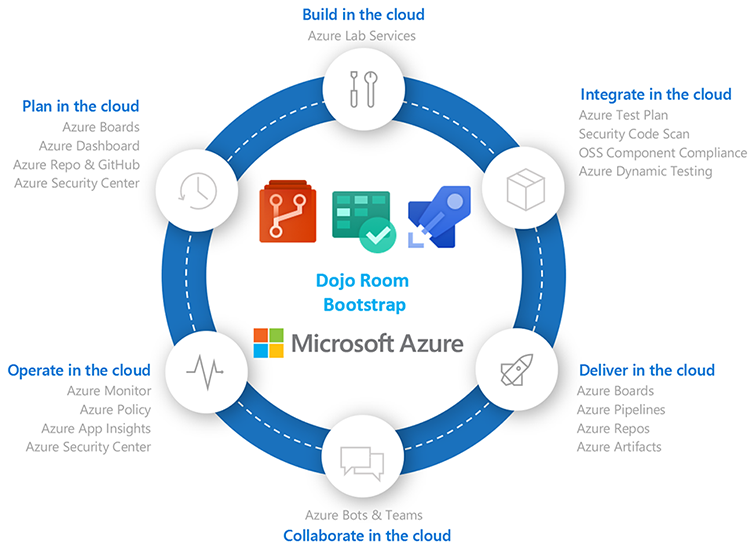 Build in the cloud
Azure Lab Services
Plan in the cloud
Azure Boards
Azure Dashboard
Azure Repo & GitHub
Azure Security Center
Integrate in the cloud
Azure Test Plan
Security Code Scan
OSS Component Compliance
Azure Dynamic Testing
Dojo Room
Bootstrap
Microsoft Azure
Operate in the cloud
Azure Monitor
Azure Policy
Azure App Insights
Azure Security Center
Deliver in the cloud
Azure Boards
Azure Pipelines
Azure Repos
Azure Artifacts
Azure Bots & Teams
Collaborate in the cloud